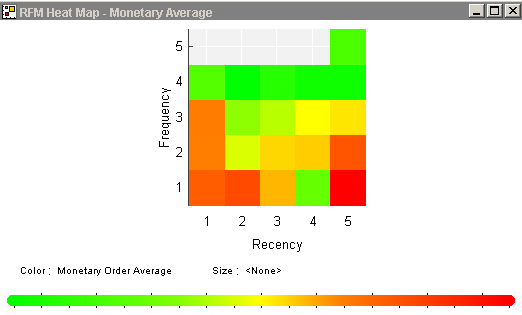 RFM Heat Map - Monetary Average
5
4
3
2
1
Frequency
1 2 3 4 5
Recency
Color : Monetary Order Average Size : <None>